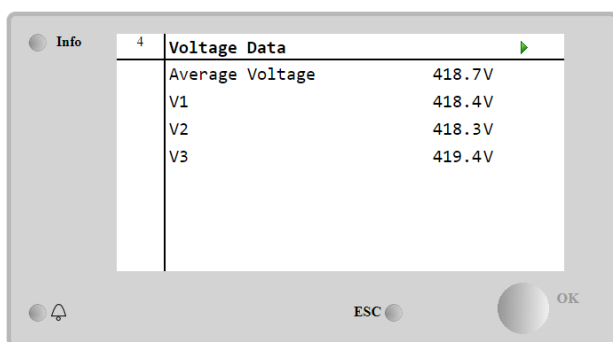 Info
4 Voltage Data
Average Voltage 418.7V
V1 418.4V
V2 418.3V
V3 419.4V
ESC
OK